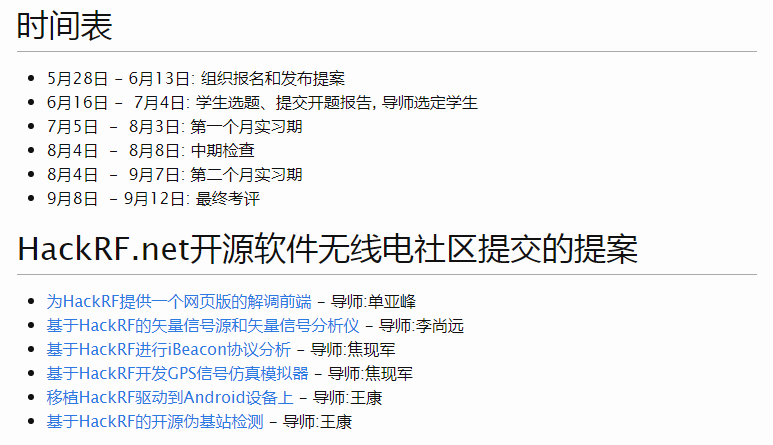 时间表
5月28日 – 6月13日: 组织报名和发布提案
6月16日 – 7月4日: 学生选题、提交开题报告, 导师选定学生
7月5日 – 8月3日: 第一个月实习期
8月4日 – 8月8日: 中期检查
8月4日 – 9月7日: 第二个月实习期
9月8日 – 9月12日: 最终考评
HackRF.net开源软件无线电社区提交的提案
为HackRF提供一个网页版的解调前端 – 导师:单亚峰
基于HackRF的矢量信号源和矢量信号分析仪 – 导师:李尚远
基于HackRF进行iBeacon协议分析 – 导师:焦现军
基于HackRF开发GPS信号仿真模拟器 – 导师:焦现军
移植HackRF驱动到Android设备上 – 导师:王康
基于HackRF的开源伪基站检测 – 导师:王康